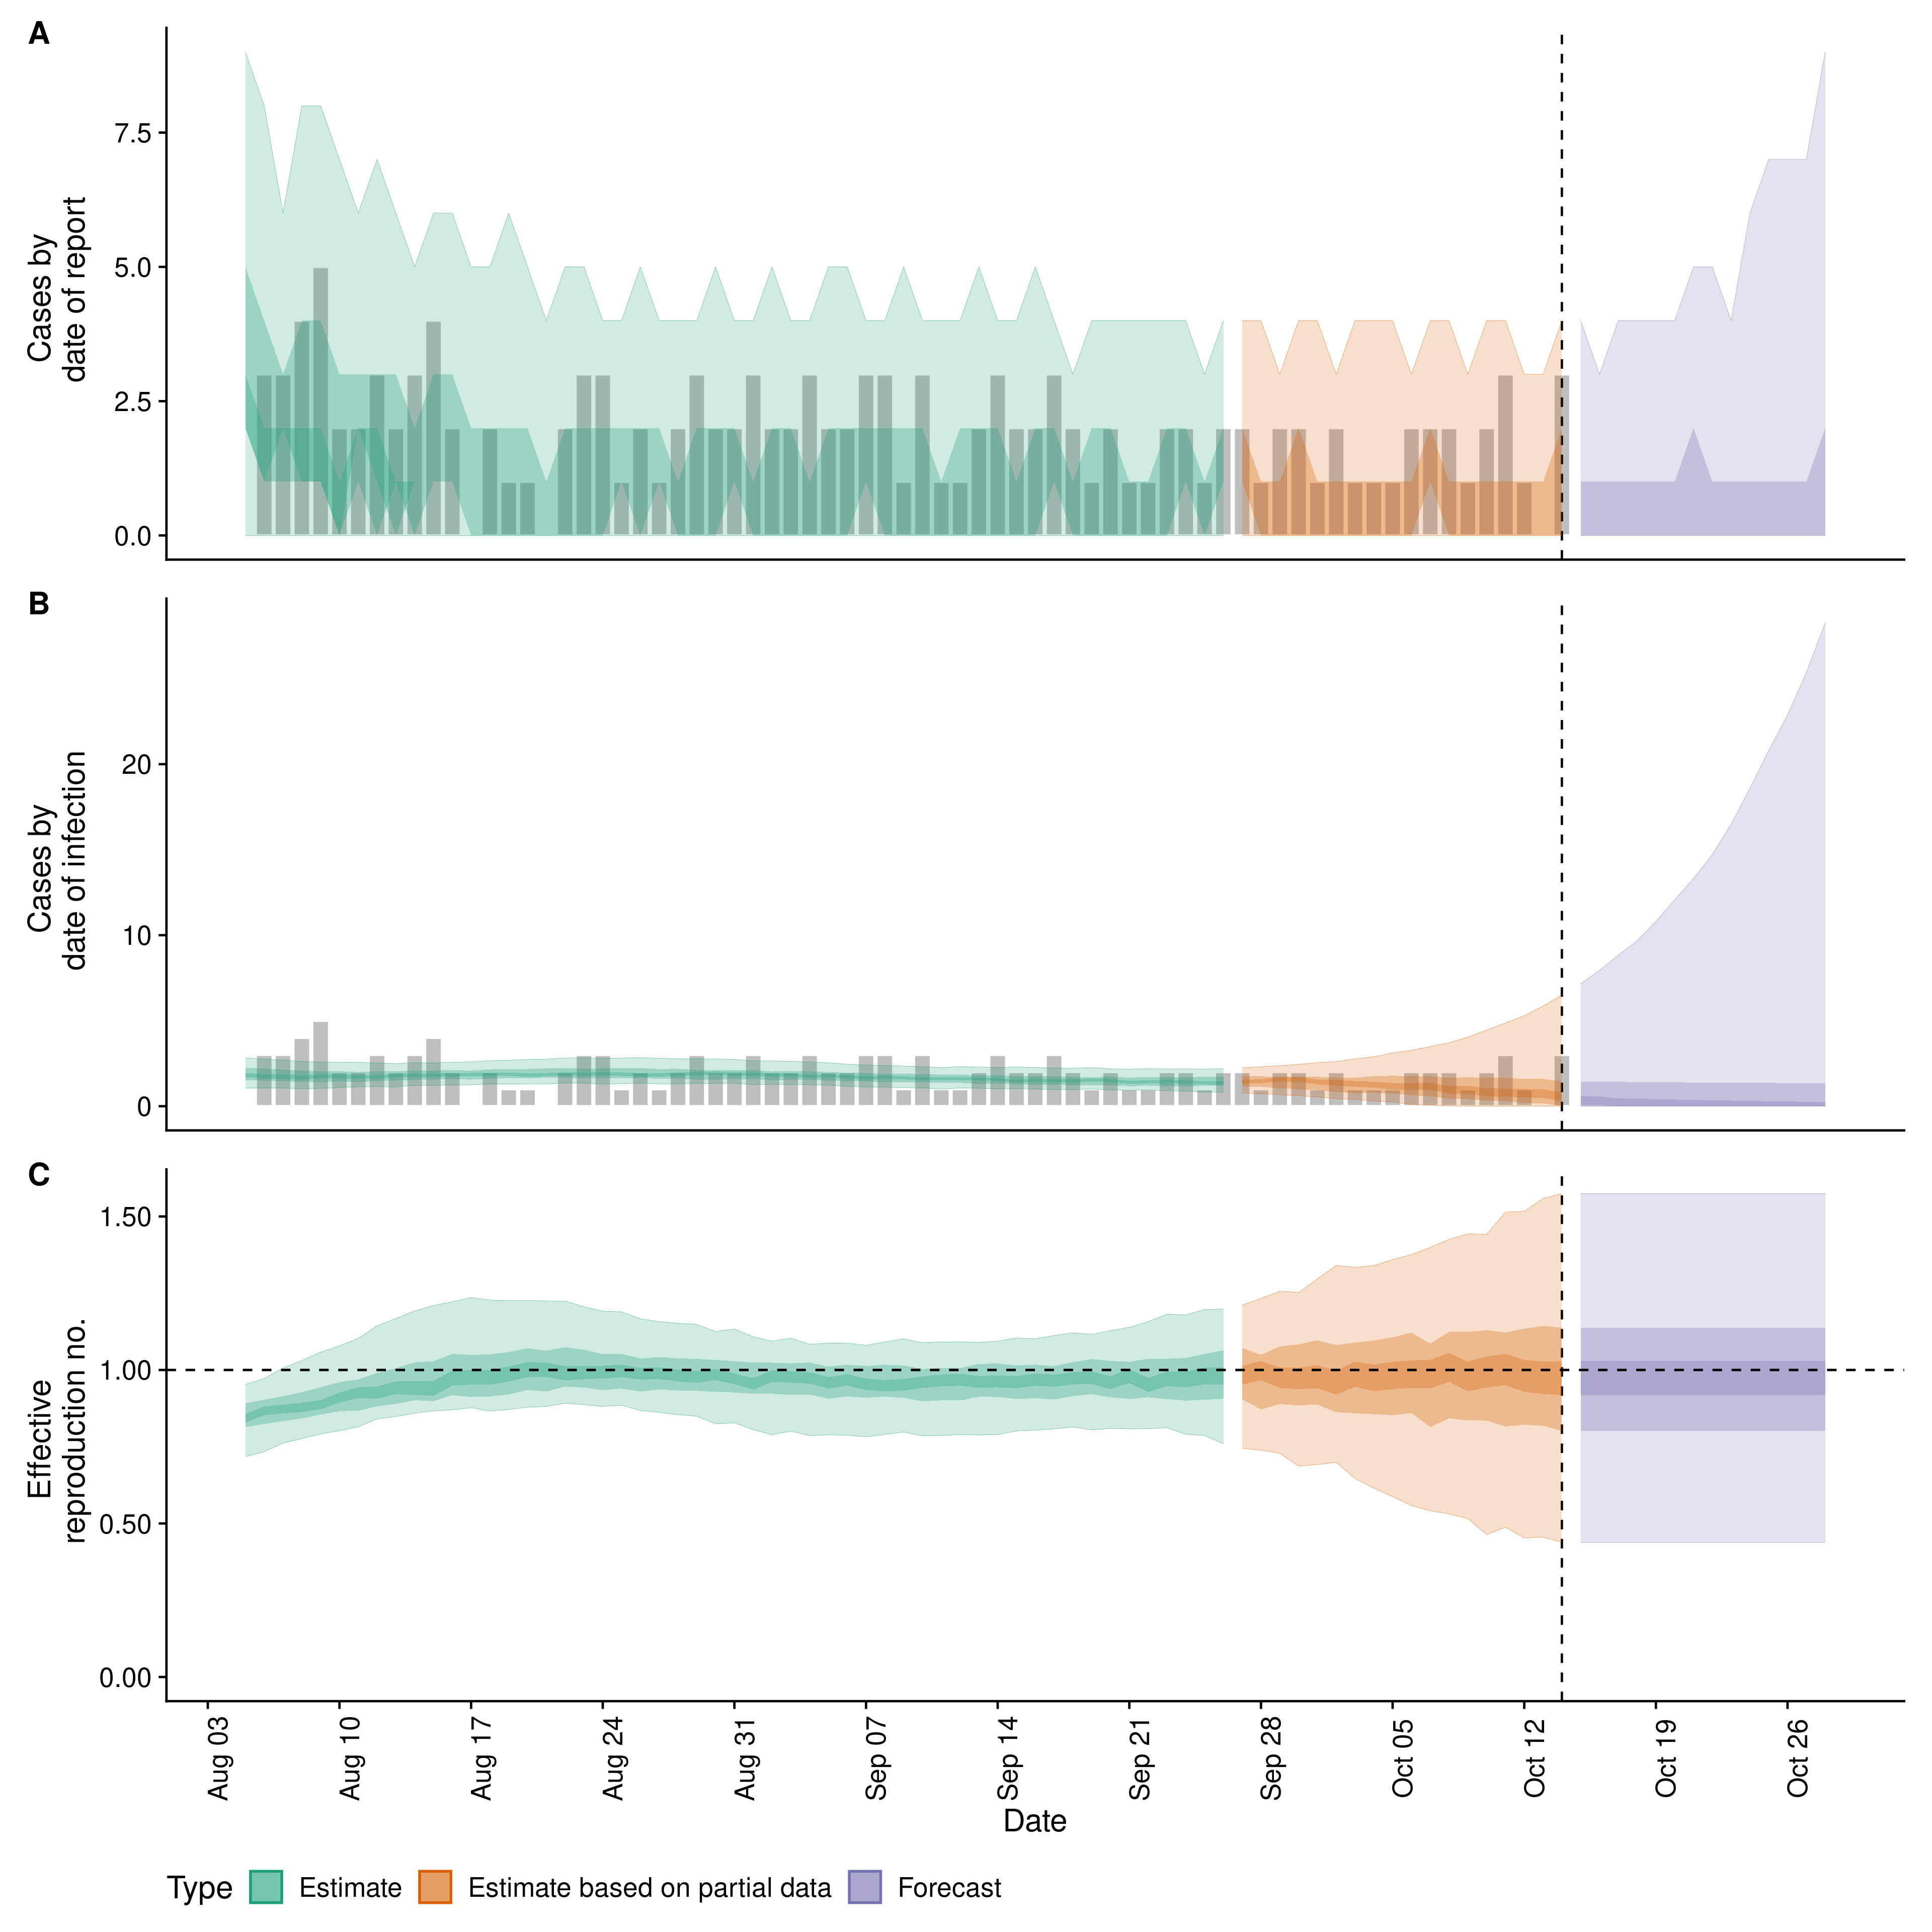 A
Cases by
date of report
7.5
5.0
2.5
0.0
B
Cases by
date of infection
20
10
0
C
Effective
reproduction no.
1.50
1.00
0.50
0.00
Aug 03
Aug 10
Aug 17
Aug 24
Aug 31
Sep 07
Sep 14
Sep 21
Sep 28
Oct 05
Oct 12
Oct 19
Oct 26
Date
Type Estimate Estimate based on partial data Forecast